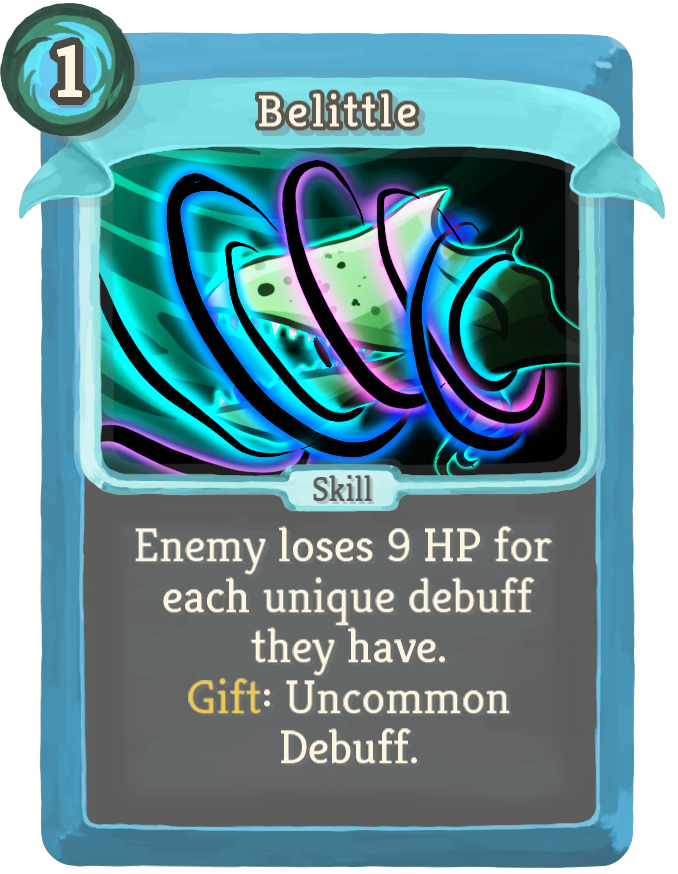 1
Belittle
Skill
Enemy loses 9 HP for
each unique debuff
they have.
Gift: Uncommon
Debuff.